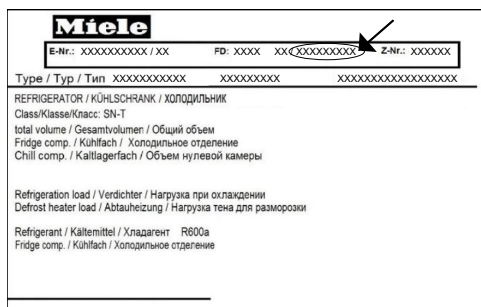 Miele
E-Nr.: XXXXXXXXXX / XX FD: XXXX XX/XXXXXXXXX Z-Nr.: XXXXXX
Type / Typ / Тип XXXXXXXXXXX XXXXXXXXX XXXXXXXXXXXXXXXXXX
REFRIGERATOR / KÜHLSCHRANK / ХОЛОДИЛЬНИК
Class/Klasse/Класс: SN-T
total volume / Gesamtvolumen / Общий объем
Fridge comp. / Kühlfach / Холодильное отделение
Chill comp. / Kaltlagerfach / Объем нулевой камеры
Refrigeration load / Verdichter / Нагрузка при охлаждении
Defrost heater load / Abtauheizung / Нагрузка тена для разморозки
Refrigerant / Kältemittel / Хладагент R600a
Fridge comp. / Kühlfach / Холодильное отделение